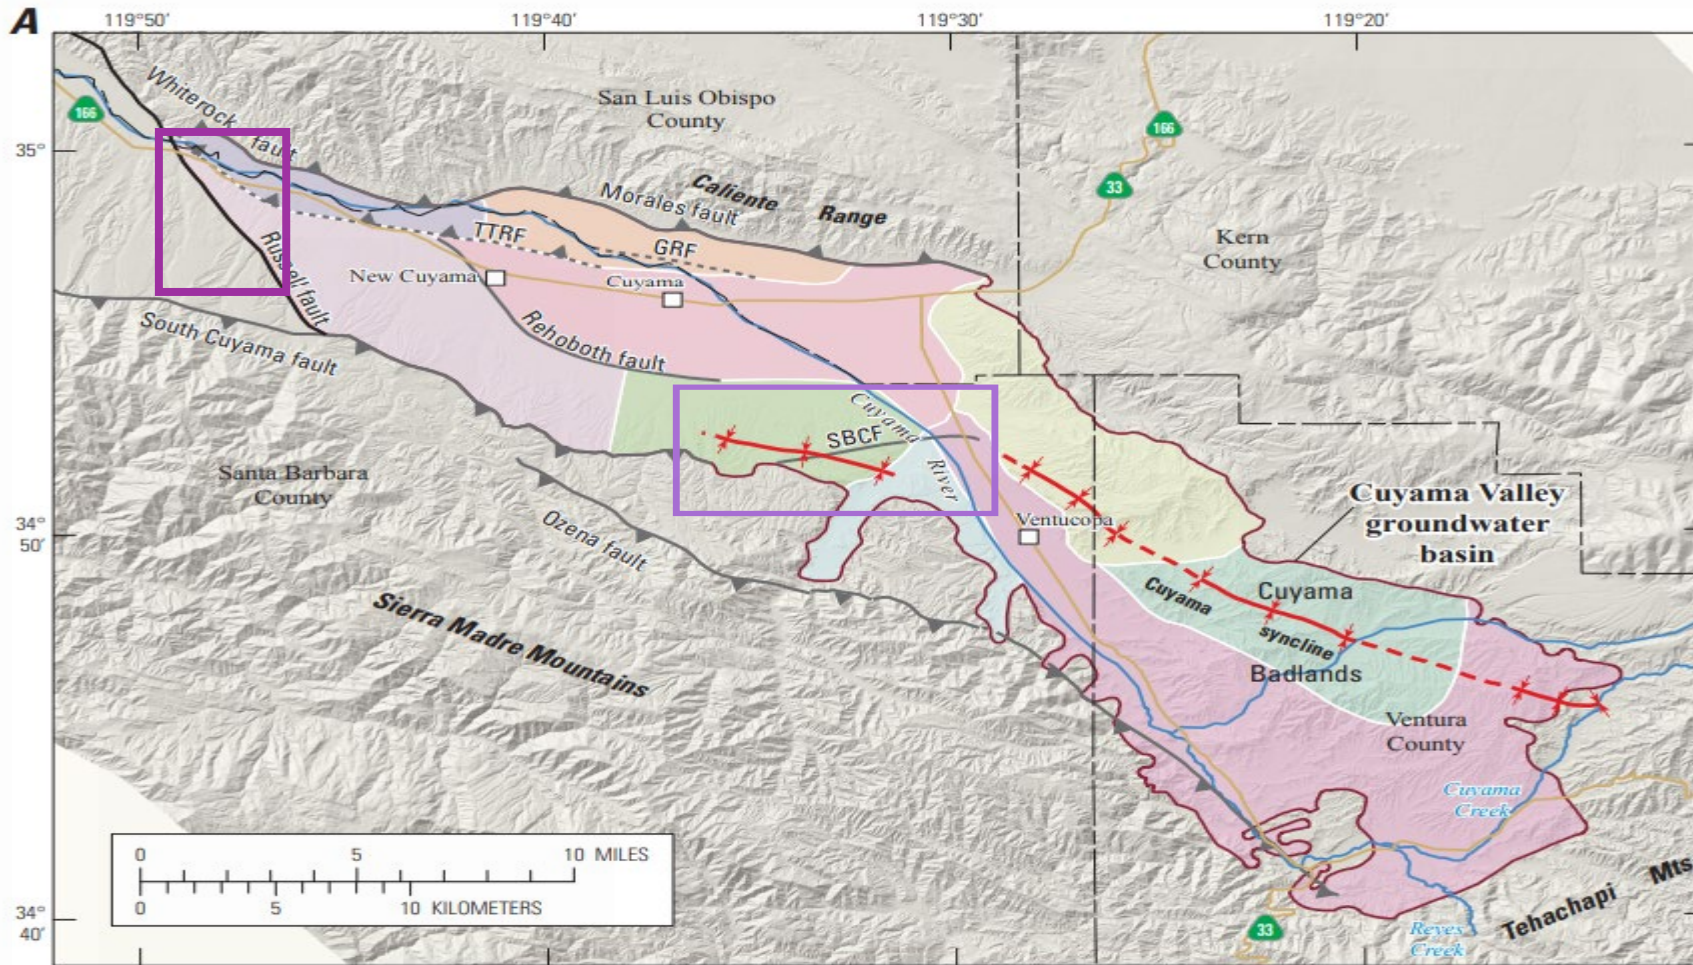 A
119°50'
119°40'
119°30'
119°20'
35°
34°
50'
34°
40'
166
Whiterock fault
San Luis Obispo
County
166
33
Caliente Range
Morales fault
Kern
County
TTRF
GRF
Russell fault
New Cuyama
Cuyama
South Cuyama fault
Rehoboth fault
Cuyama River
SBCF
Santa Barbara
County
Ozena fault
Ventucopa
Cuyama Valley
groundwater
basin
Sierra Madre Mountains
Cuyama syncline
Cuyama
Badlands
Ventura
County
Cuyama
Creek
0 5 10 MILES
0 5 10 KILOMETERS
33
Reyes
Creek
Tehachapi Mts